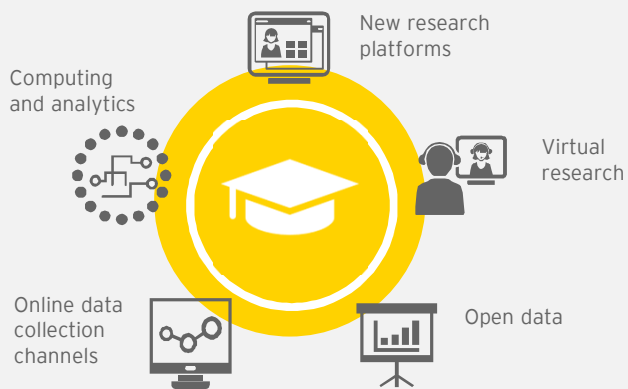 New research
platforms
Computing
and analytics
Virtual
research
Online data
collection
channels
Open data